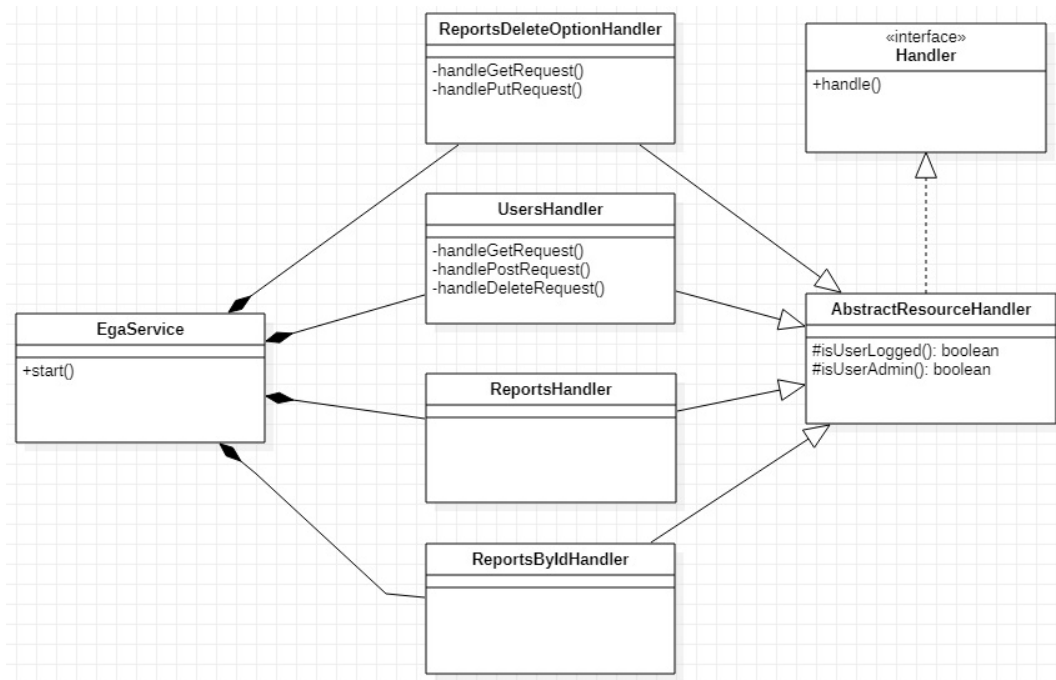 ReportsDeleteOptionHandler
-handleGetRequest()
-handlePutRequest()
«interface»
Handler
+handle()
UsersHandler
-handleGetRequest()
-handlePostRequest()
-handleDeleteRequest()
EgaService
+start()
AbstractResourceHandler
#isUserLogged(): boolean
#isUserAdmin(): boolean
ReportsHandler
ReportsByIdHandler